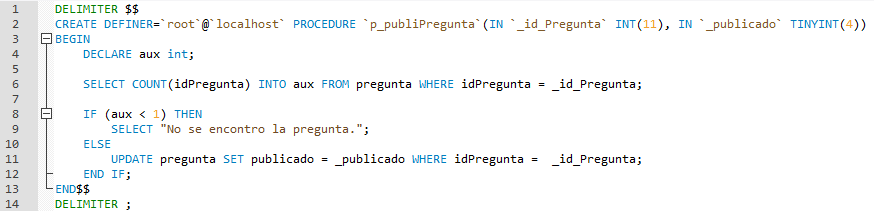 1 DELIMITER $$
2 CREATE DEFINER=`root`@`localhost` PROCEDURE `p_publiPregunta`(IN `_id_Pregunta` INT(11), IN `_publicado` TINYINT(4))
3 BEGIN
4 DECLARE aux int;
5
6 SELECT COUNT(idPregunta) INTO aux FROM pregunta WHERE idPregunta = _id_Pregunta;
7
8 IF (aux < 1) THEN
9 SELECT "No se encontro la pregunta.";
10 ELSE
11 UPDATE pregunta SET publicado = _publicado WHERE idPregunta =  _id_Pregunta;
12 END IF;
13 END$$
14 DELIMITER ;